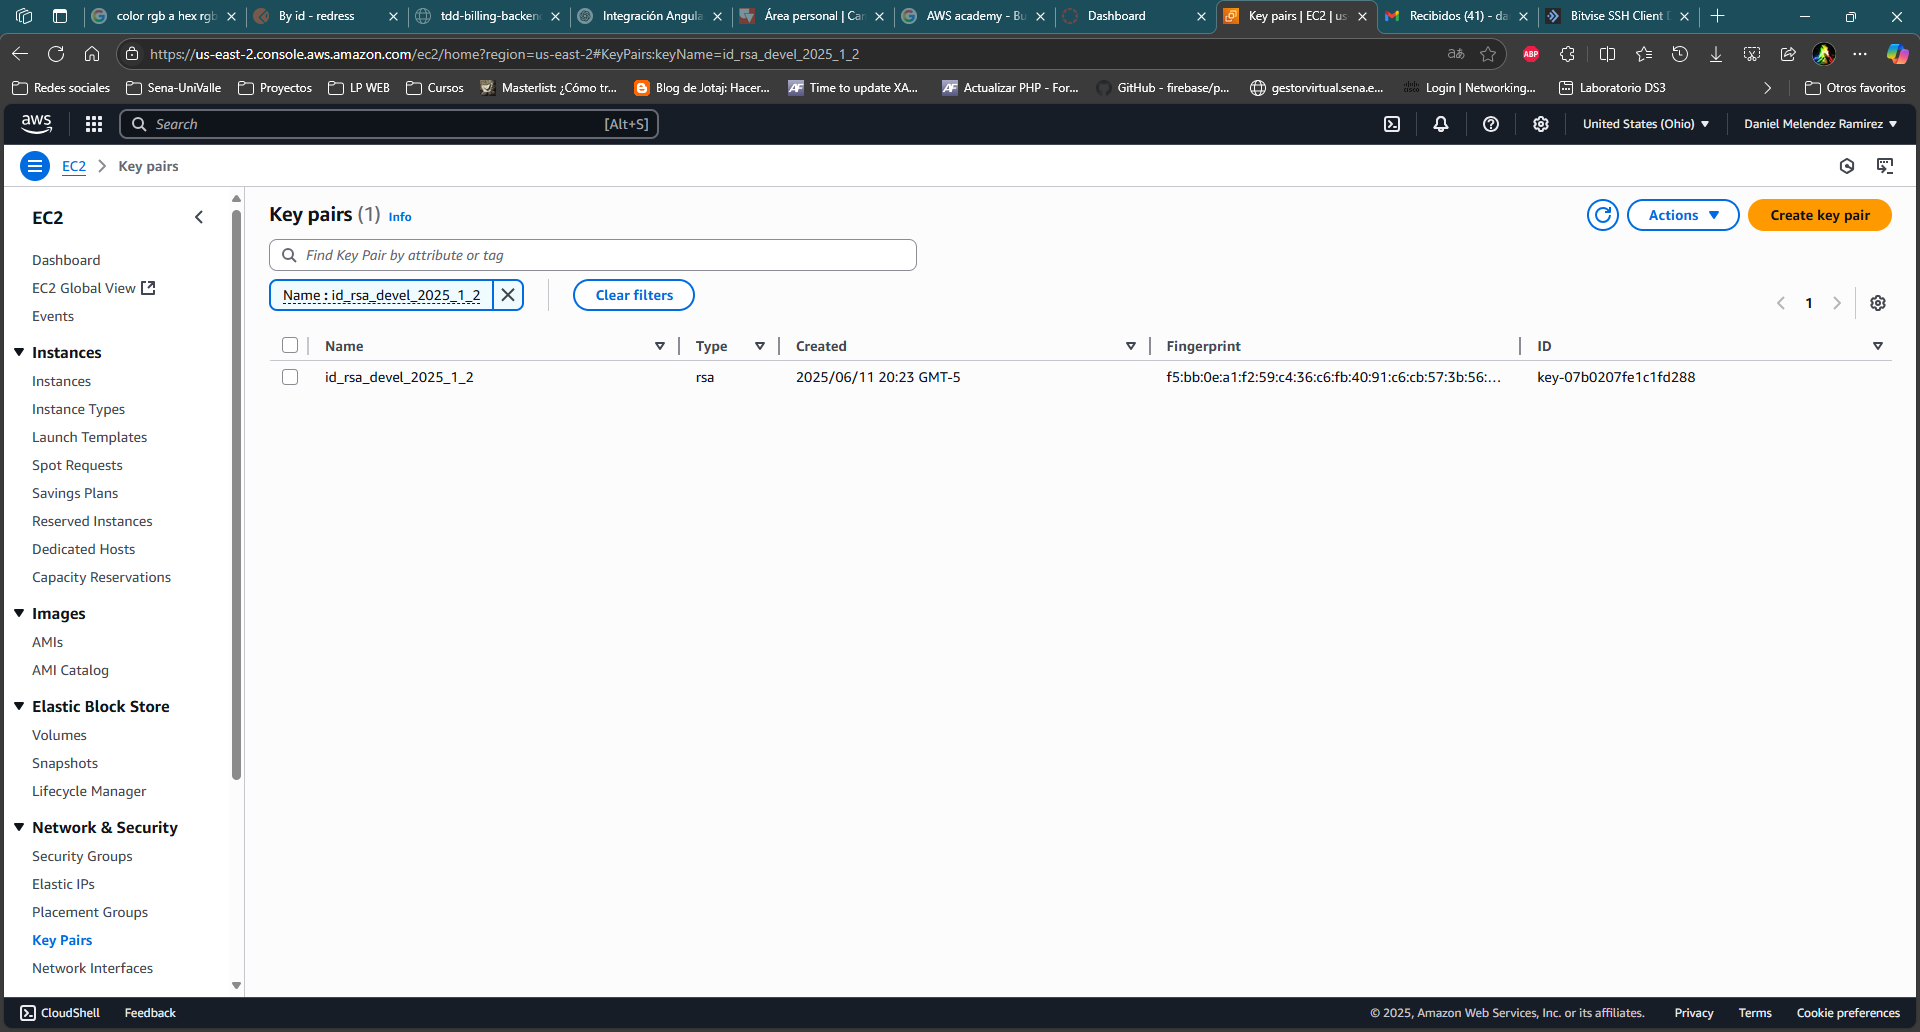 color rgb a hex rgb
By id - redress
tdd-billing-backen
Integración Angula
Área personal | Ca
AWS academy - Bu
Dashboard
Key pairs | EC2 | us
Recibidos (41) - da
Bitvise SSH Client
https://us-east-2.console.aws.amazon.com/ec2/home?region=us-east-2#KeyPairs:keyName=id_rsa_devel_2025_1_2
ABP
Redes sociales
Sena-UniValle
Proyectos
LP WEB
Cursos
Masterlist: ¿Cómo tr...
Blog de Jotaj: Hacer...
AF Time to update XA...
AF Actualizar PHP - For...
GitHub - firebase/p...
gestorvirtual.sena.e...
Login | Networking...
Laboratorio DS3
Otros favoritos
aws
Search
[Alt+S]
United States (Ohio)
Daniel Melendez Ramirez
EC2
Key pairs
EC2
Dashboard
EC2 Global View
Events
Instances
Instances
Instance Types
Launch Templates
Spot Requests
Savings Plans
Reserved Instances
Dedicated Hosts
Capacity Reservations
Images
AMIs
AMI Catalog
Elastic Block Store
Volumes
Snapshots
Lifecycle Manager
Network & Security
Security Groups
Elastic IPs
Placement Groups
Key Pairs
Network Interfaces
Key pairs (1) Info
Actions
Create key pair
Find Key Pair by attribute or tag
Name : id_rsa_devel_2025_1_2
Clear filters
1
Name Type Created Fingerprint ID
id_rsa_devel_2025_1_2 rsa 2025/06/11 20:23 GMT-5 f5:bb:0e:a1:f2:59:c4:36:c6:fb:40:91:c6:cb:57:3b:56:... key-07b0207fe1c1fd288
CloudShell
Feedback
© 2025, Amazon Web Services, Inc. or its affiliates.
Privacy
Terms
Cookie preferences